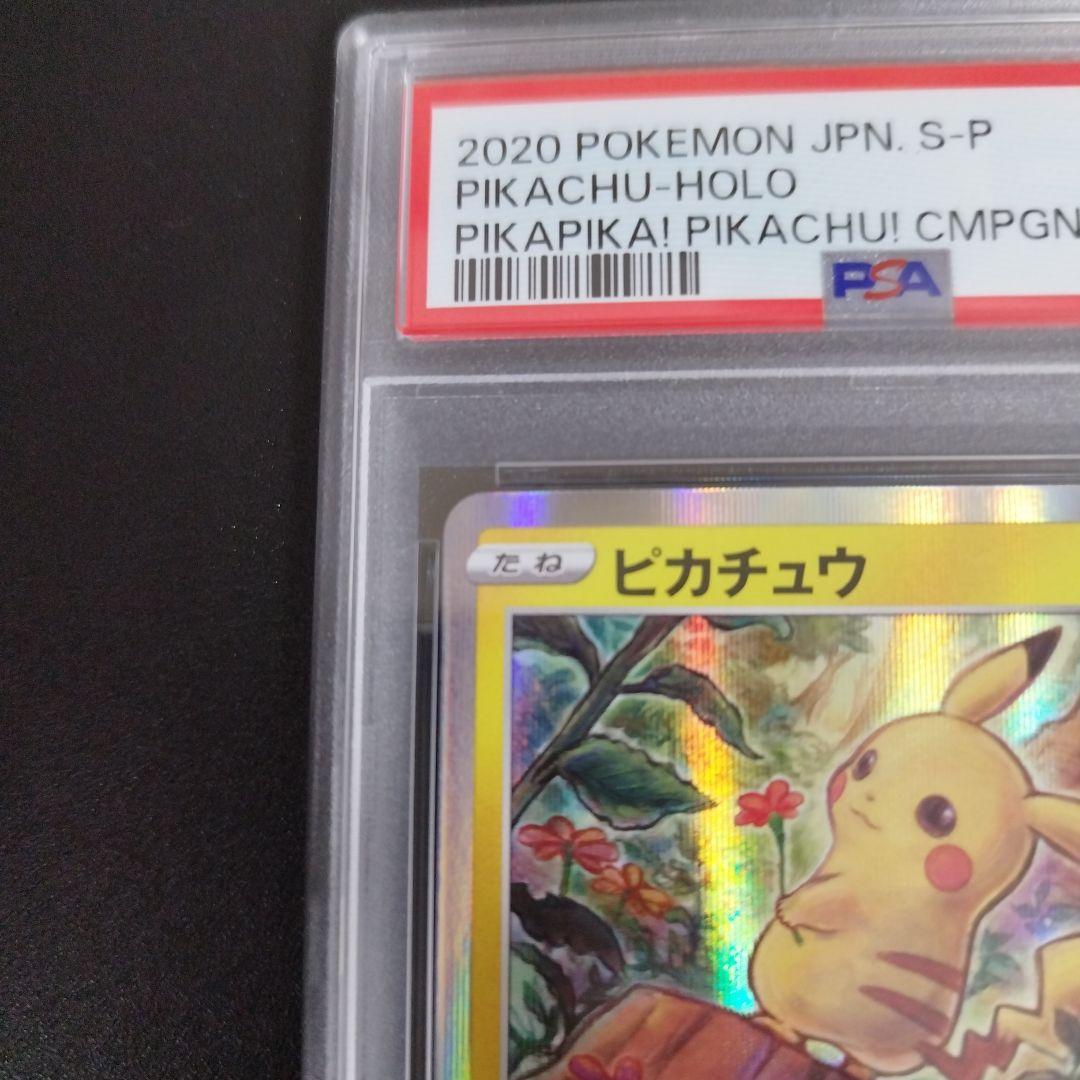 2020 POKEMON JPN. S-P
PIKACHU-HOLO
PIKAPIKA! PIKACHU! CMPGN
PSA
たね ピカチュウ